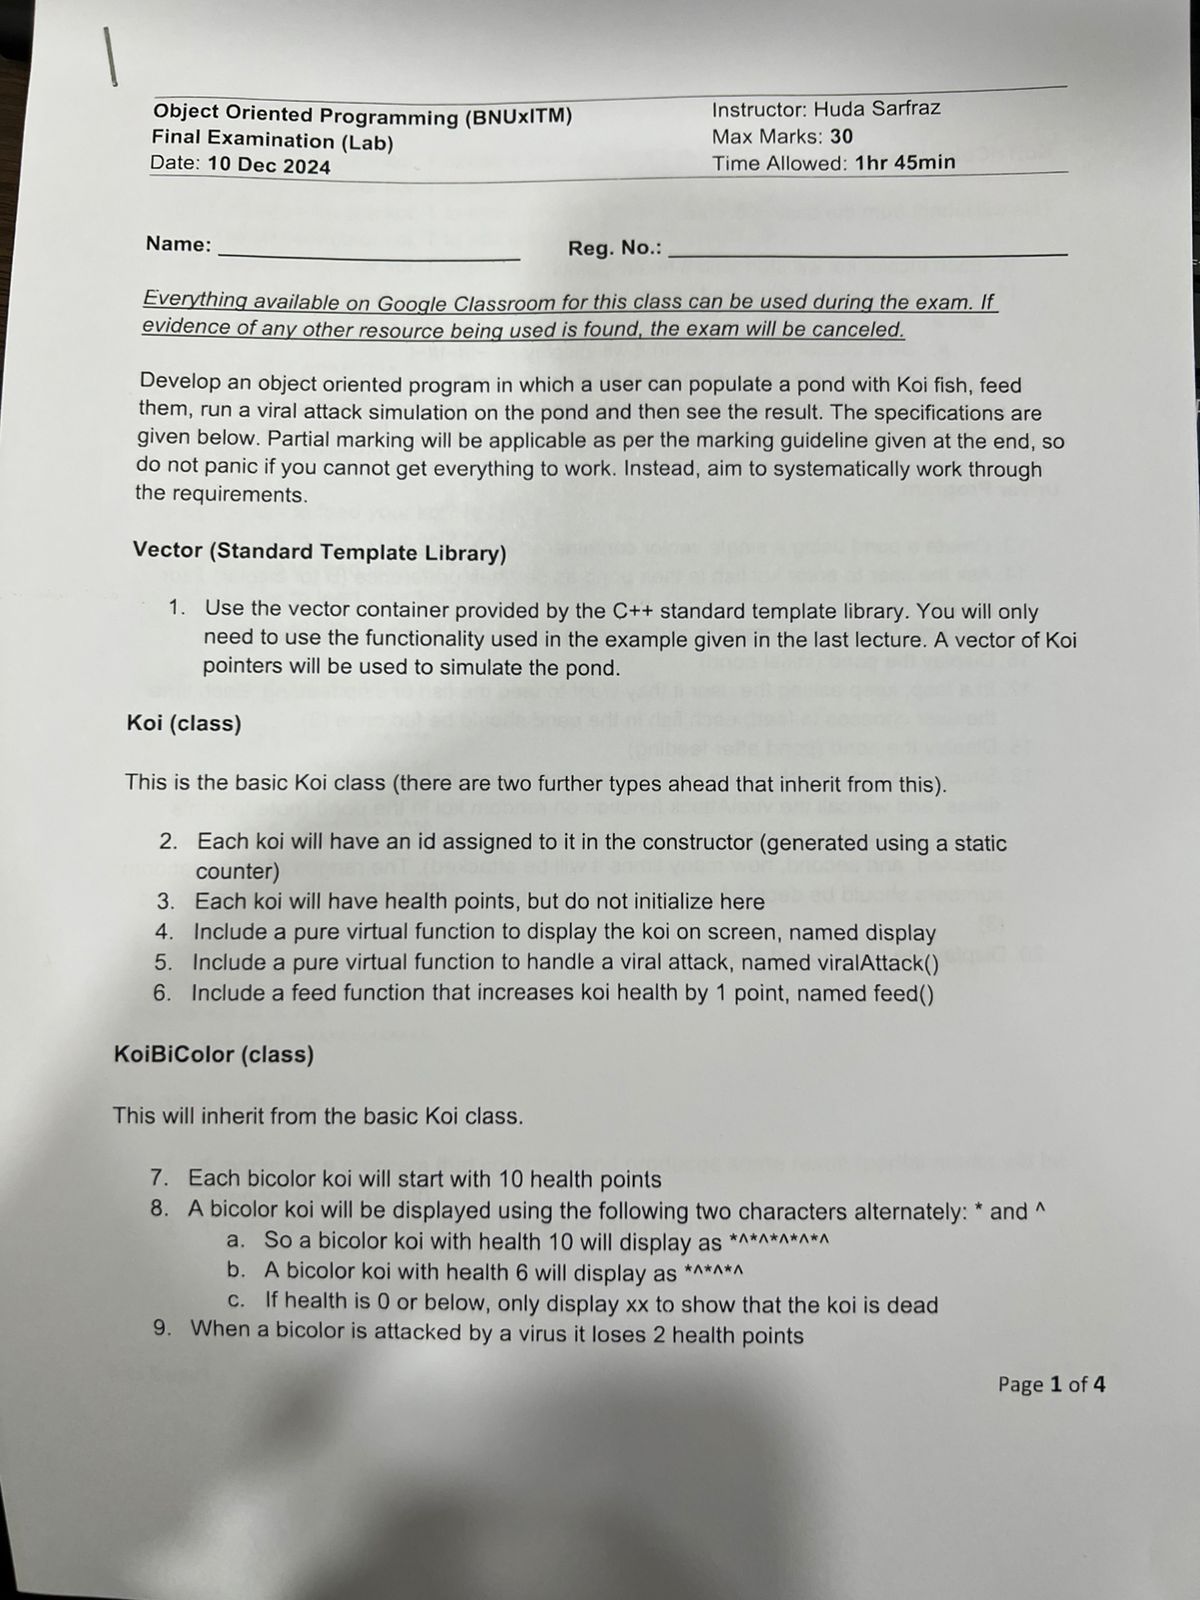 Object Oriented Programming (BNUxITM)
Final Examination (Lab)
Date: 10 Dec 2024
Instructor: Huda Sarfraz
Max Marks: 30
Time Allowed: 1hr 45min
Name:
Reg. No.:
Everything available on Google Classroom for this class can be used during the exam. If
evidence of any other resource being used is found, the exam will be canceled.
Develop an object oriented program in which a user can populate a pond with Koi fish, feed
them, run a viral attack simulation on the pond and then see the result. The specifications are
given below. Partial marking will be applicable as per the marking guideline given at the end, so
do not panic if you cannot get everything to work. Instead, aim to systematically work through
the requirements.
Vector (Standard Template Library)
1. Use the vector container provided by the C++ standard template library. You will only
need to use the functionality used in the example given in the last lecture. A vector of Koi
pointers will be used to simulate the pond.
Koi (class)
This is the basic Koi class (there are two further types ahead that inherit from this).
2. Each koi will have an id assigned to it in the constructor (generated using a static
counter)
3. Each koi will have health points, but do not initialize here
4. Include a pure virtual function to display the koi on screen, named display
5. Include a pure virtual function to handle a viral attack, named viralAttack()
6. Include a feed function that increases koi health by 1 point, named feed()
KoiBiColor (class)
This will inherit from the basic Koi class.
7. Each bicolor koi will start with 10 health points
8. A bicolor koi will be displayed using the following two characters alternately: * and ^
a. So a bicolor koi with health 10 will display as *^*^*^*^*^
b. A bicolor koi with health 6 will display as *^*^*^
c. If health is 0 or below, only display xx to show that the koi is dead
9. When a bicolor is attacked by a virus it loses 2 health points
Page 1 of 4